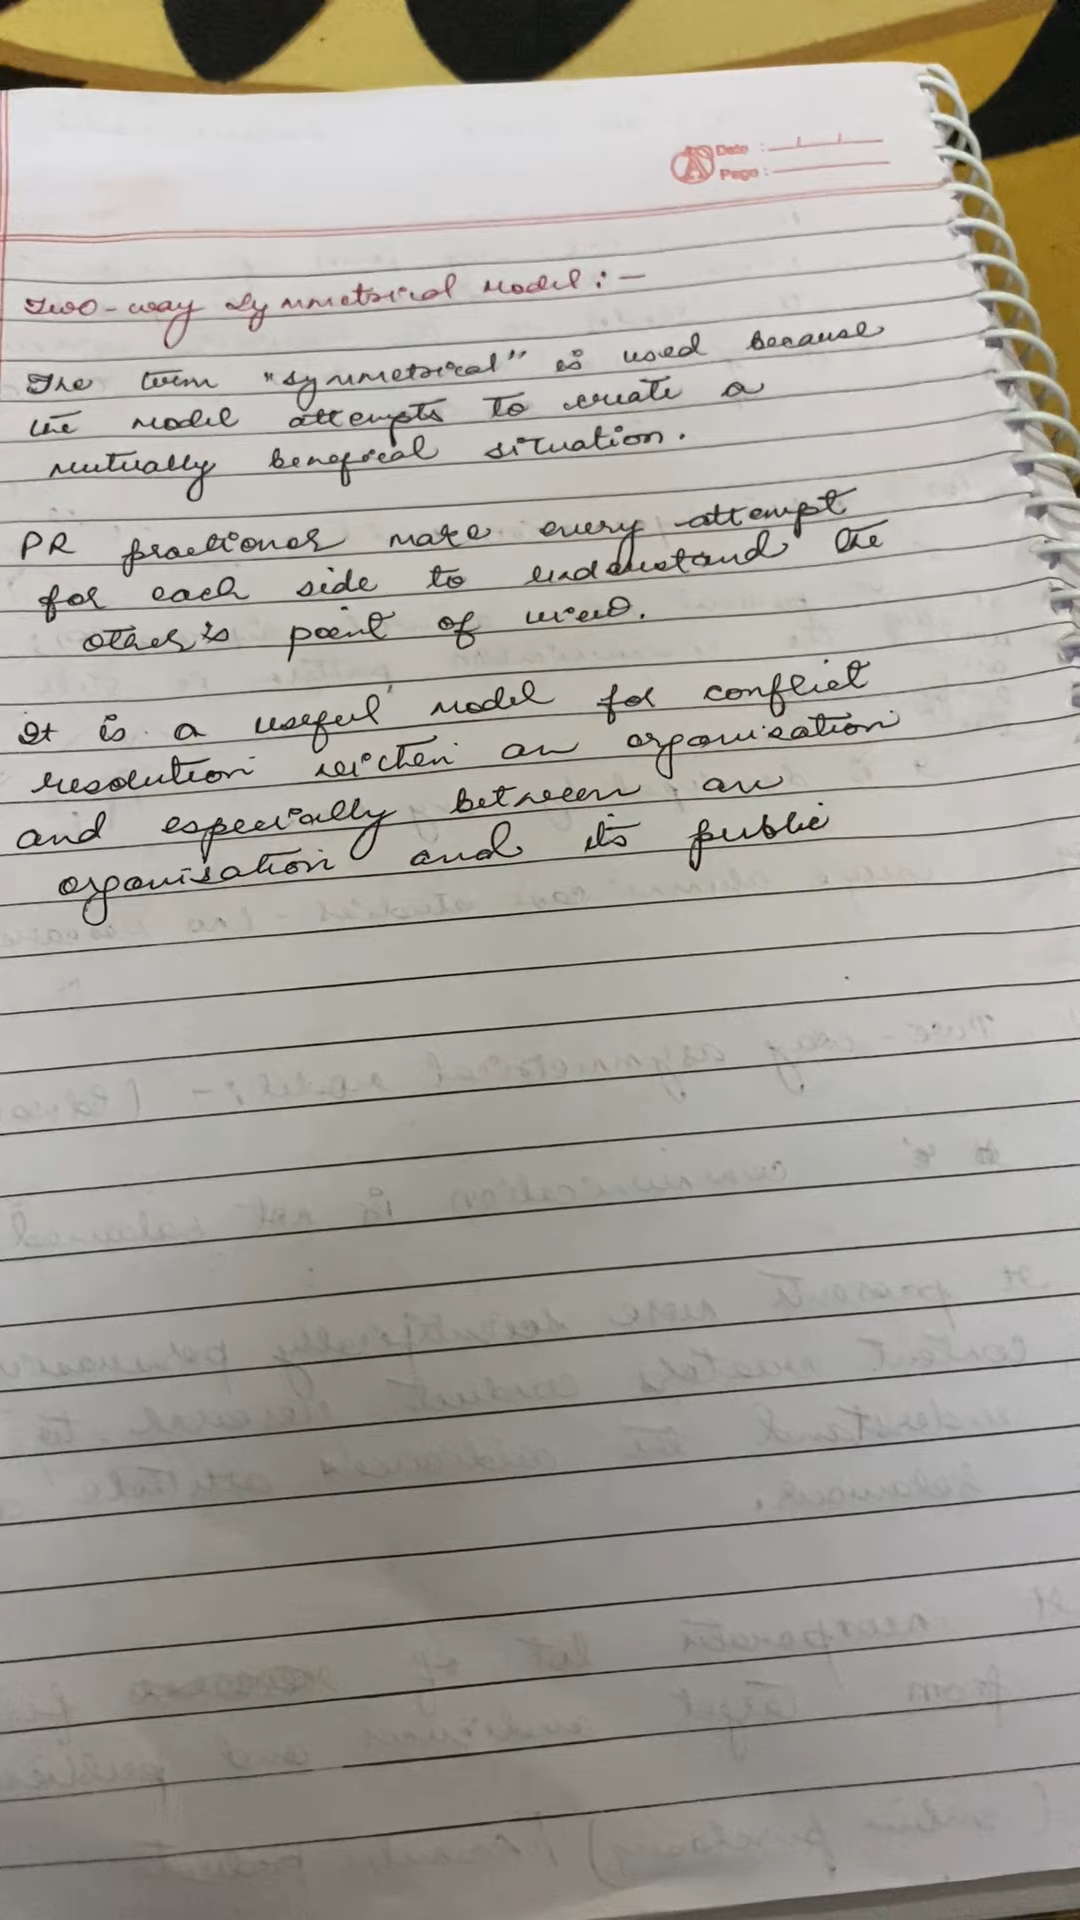 Date :
Page :
Two-way Symmetrical Model :-
The term "symmetrical" is used because
the model attempts to create a
mutually benefical situation.
PR practioner make every attempt
for each side to understand the
other's point of view.
It is a useful model for conflict
resolution within an organisation
and especially between an
organisation and its public